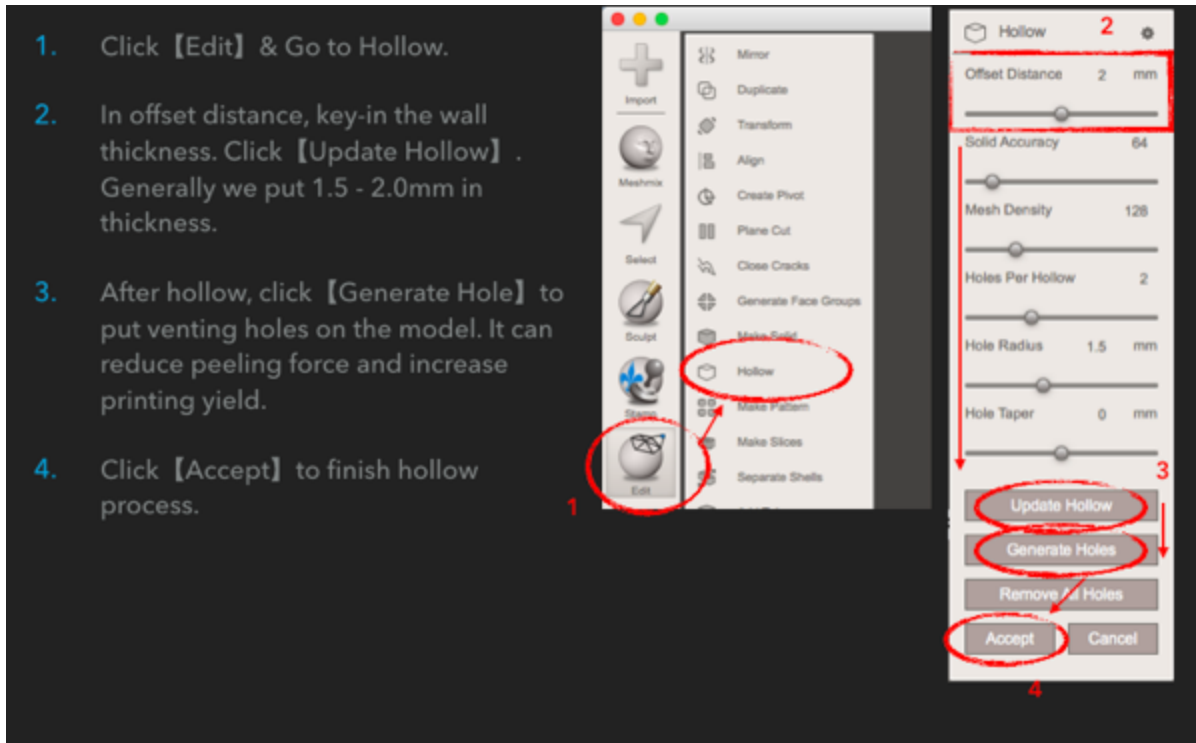 1. Click【Edit】& Go to Hollow.
2. In offset distance, key-in the wall
thickness. Click【Update Hollow】.
Generally we put 1.5 - 2.0mm in
thickness.
3. After hollow, click【Generate Hole】to
put venting holes on the model. It can
reduce peeling force and increase
printing yield.
4. Click【Accept】to finish hollow
process.
Import
Meshmix
Select
Sculpt
Stamp
Edit
1
Mirror
Duplicate
Transform
Align
Create Pivot
Plane Cut
Close Cracks
Generate Face Groups
Make Solid
Hollow
Make Pattern
Make Slices
Separate Shells
Hollow 2
Offset Distance 2 mm
Solid Accuracy 64
Mesh Density 128
Holes Per Hollow 2
Hole Radius 1.5 mm
Hole Taper 0 mm
3
Update Hollow
Generate Holes
Remove All Holes
Accept Cancel
4